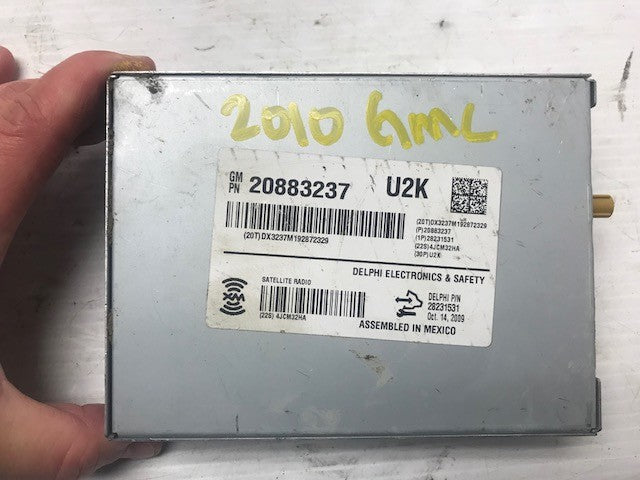 2010 GMC
GM PN 20883237 U2K
(20T)DX3237M192872329
(20T)DX3237M192872329
(P)20883237
(1P)28231531
(22S)4JCM32HA
(30P)U2K
DELPHI ELECTRONICS & SAFETY
SATELLITE RADIO
XM
(22S) 4JCM32HA
DELPHI P/N
28231531
Oct. 14, 2009
ASSEMBLED IN MEXICO